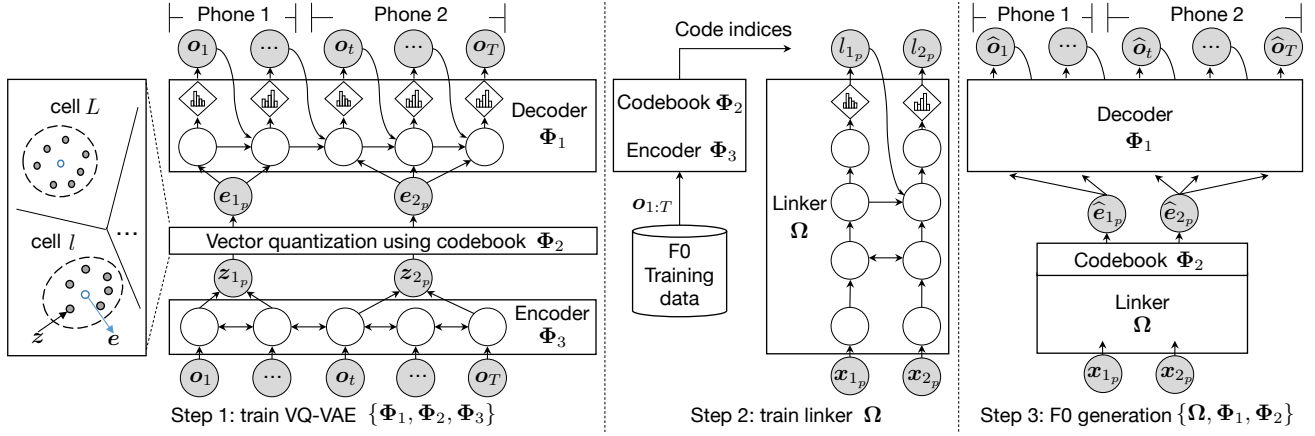 Phone 1 Phone 2
o₁ ... oₜ ... o_T
Decoder
Φ₁
e₁ₚ e₂ₚ
Vector quantization using codebook Φ₂
z₁ₚ z₂ₚ
Encoder
Φ₃
o₁ ... oₜ ... o_T
cell L
...
cell l
z e
Step 1: train VQ-VAE {Φ₁, Φ₂, Φ₃}
Code indices
l₁ₚ l₂ₚ
Codebook Φ₂
Encoder Φ₃
o₁:T
F0
Training
data
Linker
Ω
x₁ₚ x₂ₚ
Step 2: train linker Ω
Phone 1 Phone 2
ô₁ ... ôₜ ... ô_T
Decoder
Φ₁
ê₁ₚ ê₂ₚ
Codebook Φ₂
Linker
Ω
x₁ₚ x₂ₚ
Step 3: F0 generation {Ω, Φ₁, Φ₂}